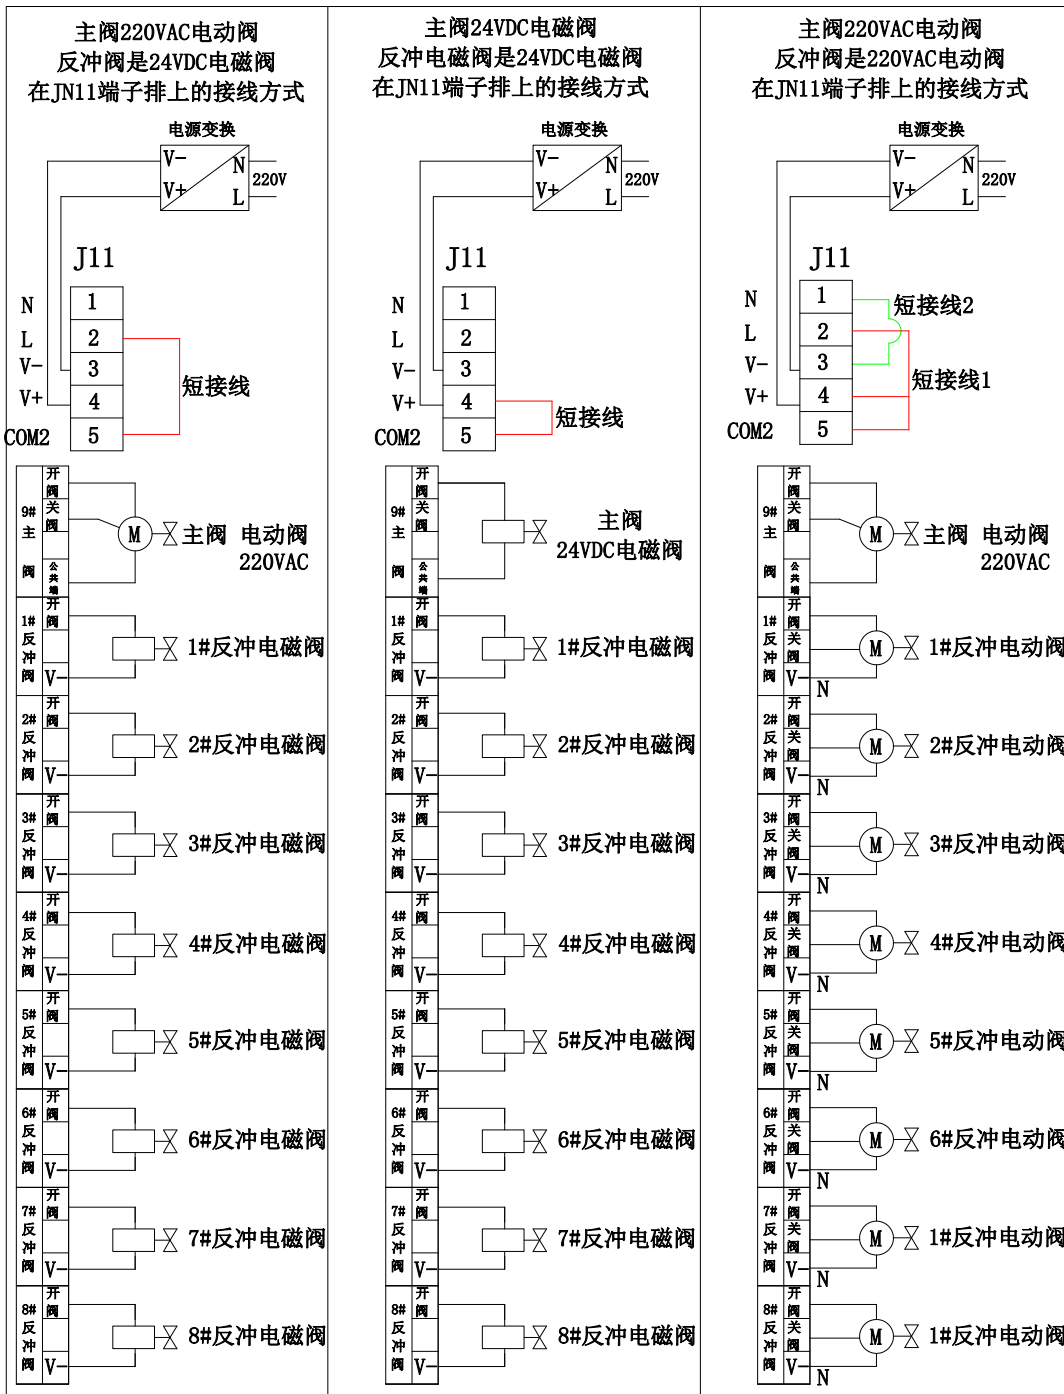 主阀220VAC电动阀
反冲阀是24VDC电磁阀
在JN11端子排上的接线方式
电源变换
V-
N
V+
L
220V
J11
N
1
L
2
V-
3
V+
4
COM2
5
短接线
9#
主
阀
开
阀
关
阀
公
共
端
M
主阀 电动阀
220VAC
1#
反
冲
阀
开
阀
V-
1#反冲电磁阀
2#
反
冲
阀
开
阀
V-
2#反冲电磁阀
3#
反
冲
阀
开
阀
V-
3#反冲电磁阀
4#
反
冲
阀
开
阀
V-
4#反冲电磁阀
5#
反
冲
阀
开
阀
V-
5#反冲电磁阀
6#
反
冲
阀
开
阀
V-
6#反冲电磁阀
7#
反
冲
阀
开
阀
V-
7#反冲电磁阀
8#
反
冲
阀
开
阀
V-
8#反冲电磁阀
主阀24VDC电磁阀
反冲电磁阀是24VDC电磁阀
在JN11端子排上的接线方式
电源变换
V-
N
V+
L
220V
J11
N
1
L
2
V-
3
V+
4
COM2
5
短接线
9#
主
阀
开
阀
关
阀
公
共
端
主阀
24VDC电磁阀
1#
反
冲
阀
开
阀
V-
1#反冲电磁阀
2#
反
冲
阀
开
阀
V-
2#反冲电磁阀
3#
反
冲
阀
开
阀
V-
3#反冲电磁阀
4#
反
冲
阀
开
阀
V-
4#反冲电磁阀
5#
反
冲
阀
开
阀
V-
5#反冲电磁阀
6#
反
冲
阀
开
阀
V-
6#反冲电磁阀
7#
反
冲
阀
开
阀
V-
7#反冲电磁阀
8#
反
冲
阀
开
阀
V-
8#反冲电磁阀
主阀220VAC电动阀
反冲阀是220VAC电动阀
在JN11端子排上的接线方式
电源变换
V-
N
V+
L
220V
J11
N
1
L
2
V-
3
V+
4
COM2
5
短接线2
短接线1
9#
主
阀
开
阀
关
阀
公
共
端
M
主阀 电动阀
220VAC
1#
反
冲
阀
开
阀
关
阀
V-
N
M
1#反冲电动阀
2#
反
冲
阀
开
阀
关
阀
V-
N
M
2#反冲电动阀
3#
反
冲
阀
开
阀
关
阀
V-
N
M
3#反冲电动阀
4#
反
冲
阀
开
阀
关
阀
V-
N
M
4#反冲电动阀
5#
反
冲
阀
开
阀
关
阀
V-
N
M
5#反冲电动阀
6#
反
冲
阀
开
阀
关
阀
V-
N
M
6#反冲电动阀
7#
反
冲
阀
开
阀
关
阀
V-
N
M
1#反冲电动阀
8#
反
冲
阀
开
阀
关
阀
V-
N
M
1#反冲电动阀